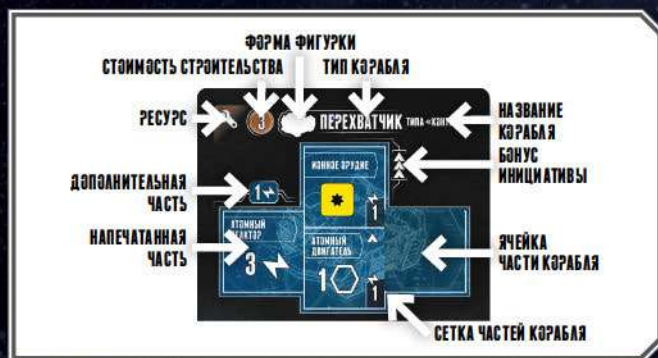 ФОРМА ФИГУРКИ
СТОИМОСТЬ СТРОИТЕЛЬСТВА
ТИП КОРАБЛЯ
РЕСУРС
3
ПЕРЕХВАТЧИК ТИПА
НАЗВАНИЕ
КОРАБЛЯ
БОНУС
ИНИЦИАТИВЫ
ИОННОЕ ОРУДИЕ
1
ДОПОЛНИТЕЛЬНАЯ
ЧАСТЬ
1
НАПЕЧАТАННАЯ
ЧАСТЬ
АТОМНЫЙ
3
АТОМНЫЙ
ДВИГАТЕЛЬ
1
1
ЯЧЕЙКА
ЧАСТИ КОРАБЛЯ
СЕТКА ЧАСТЕЙ КОРАБЛЯ